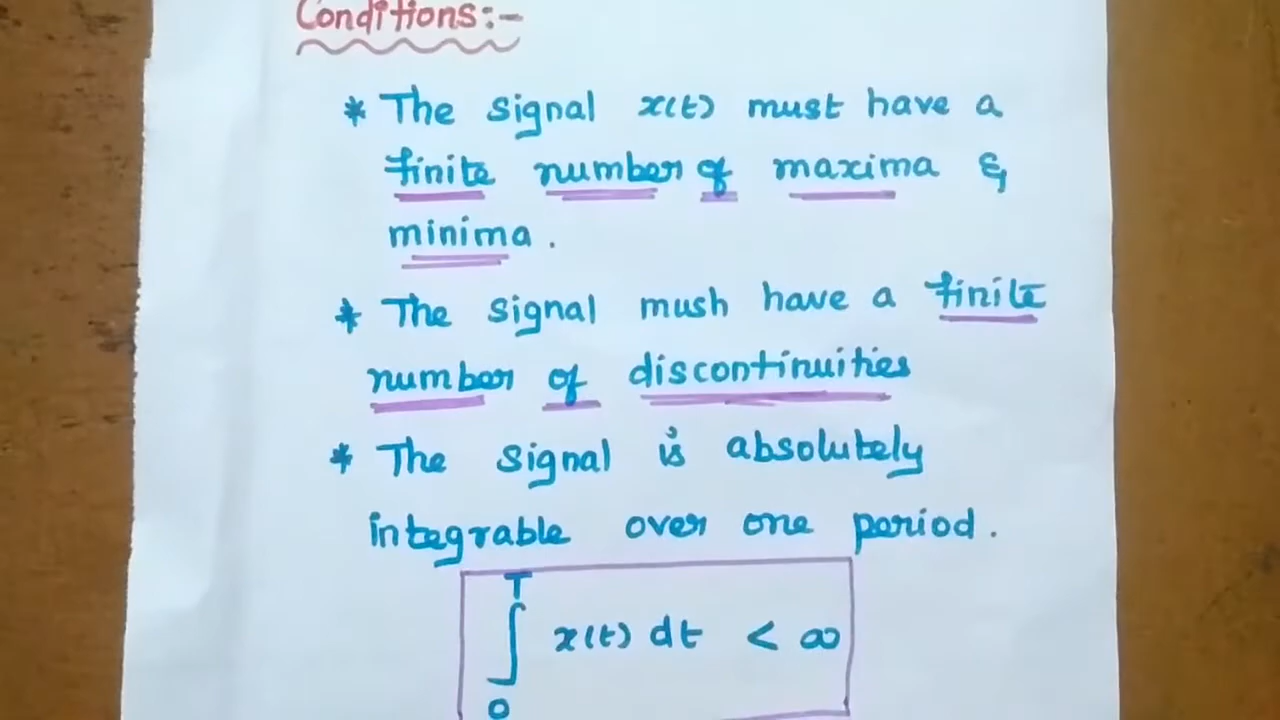 Conditions:-
* The signal x(t) must have a
finite number of maxima &
minima.
* The signal mush have a finite
number of discontinuities
* The signal is absolutely
integrable over one period.
T
∫ x(t) dt < ∞
0